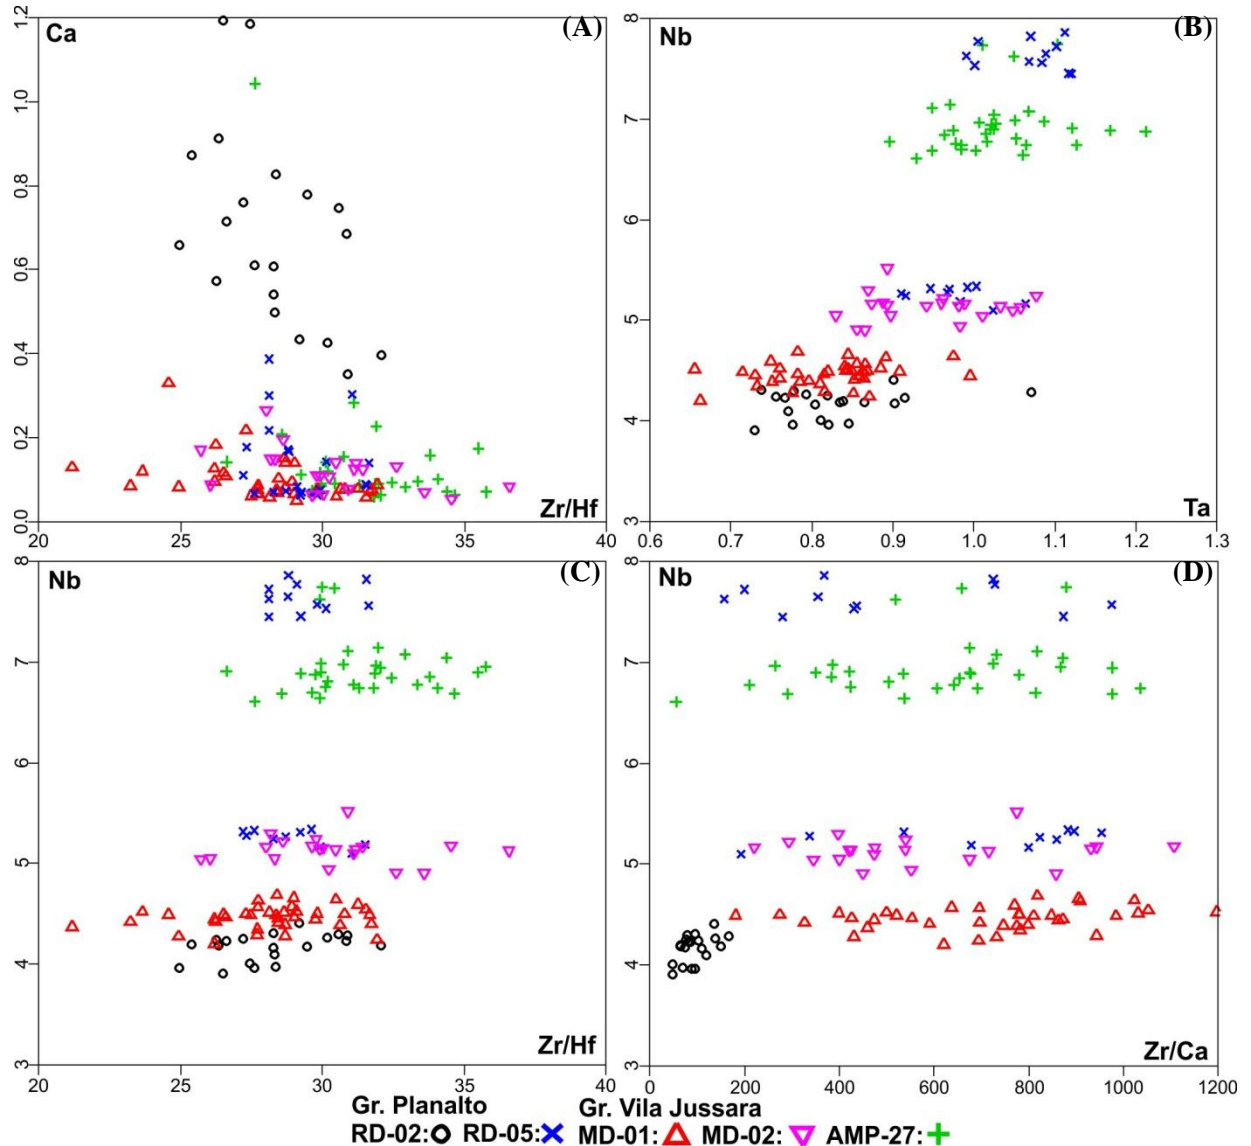 Ca (A)
1.2
1.0
0.8
0.6
0.4
0.2
0.0
Zr/Hf
20 25 30 35 40
Nb (B)
8
7
6
5
4
3
Ta
0.6 0.7 0.8 0.9 1.0 1.1 1.2 1.3
Nb (C)
8
7
6
5
4
3
Zr/Hf
20 25 30 35 40
Nb (D)
8
7
6
5
4
3
Zr/Ca
0 200 400 600 800 1000 1200
Gr. Planalto Gr. Vila Jussara
RD-02: RD-05: MD-01: MD-02: AMP-27: